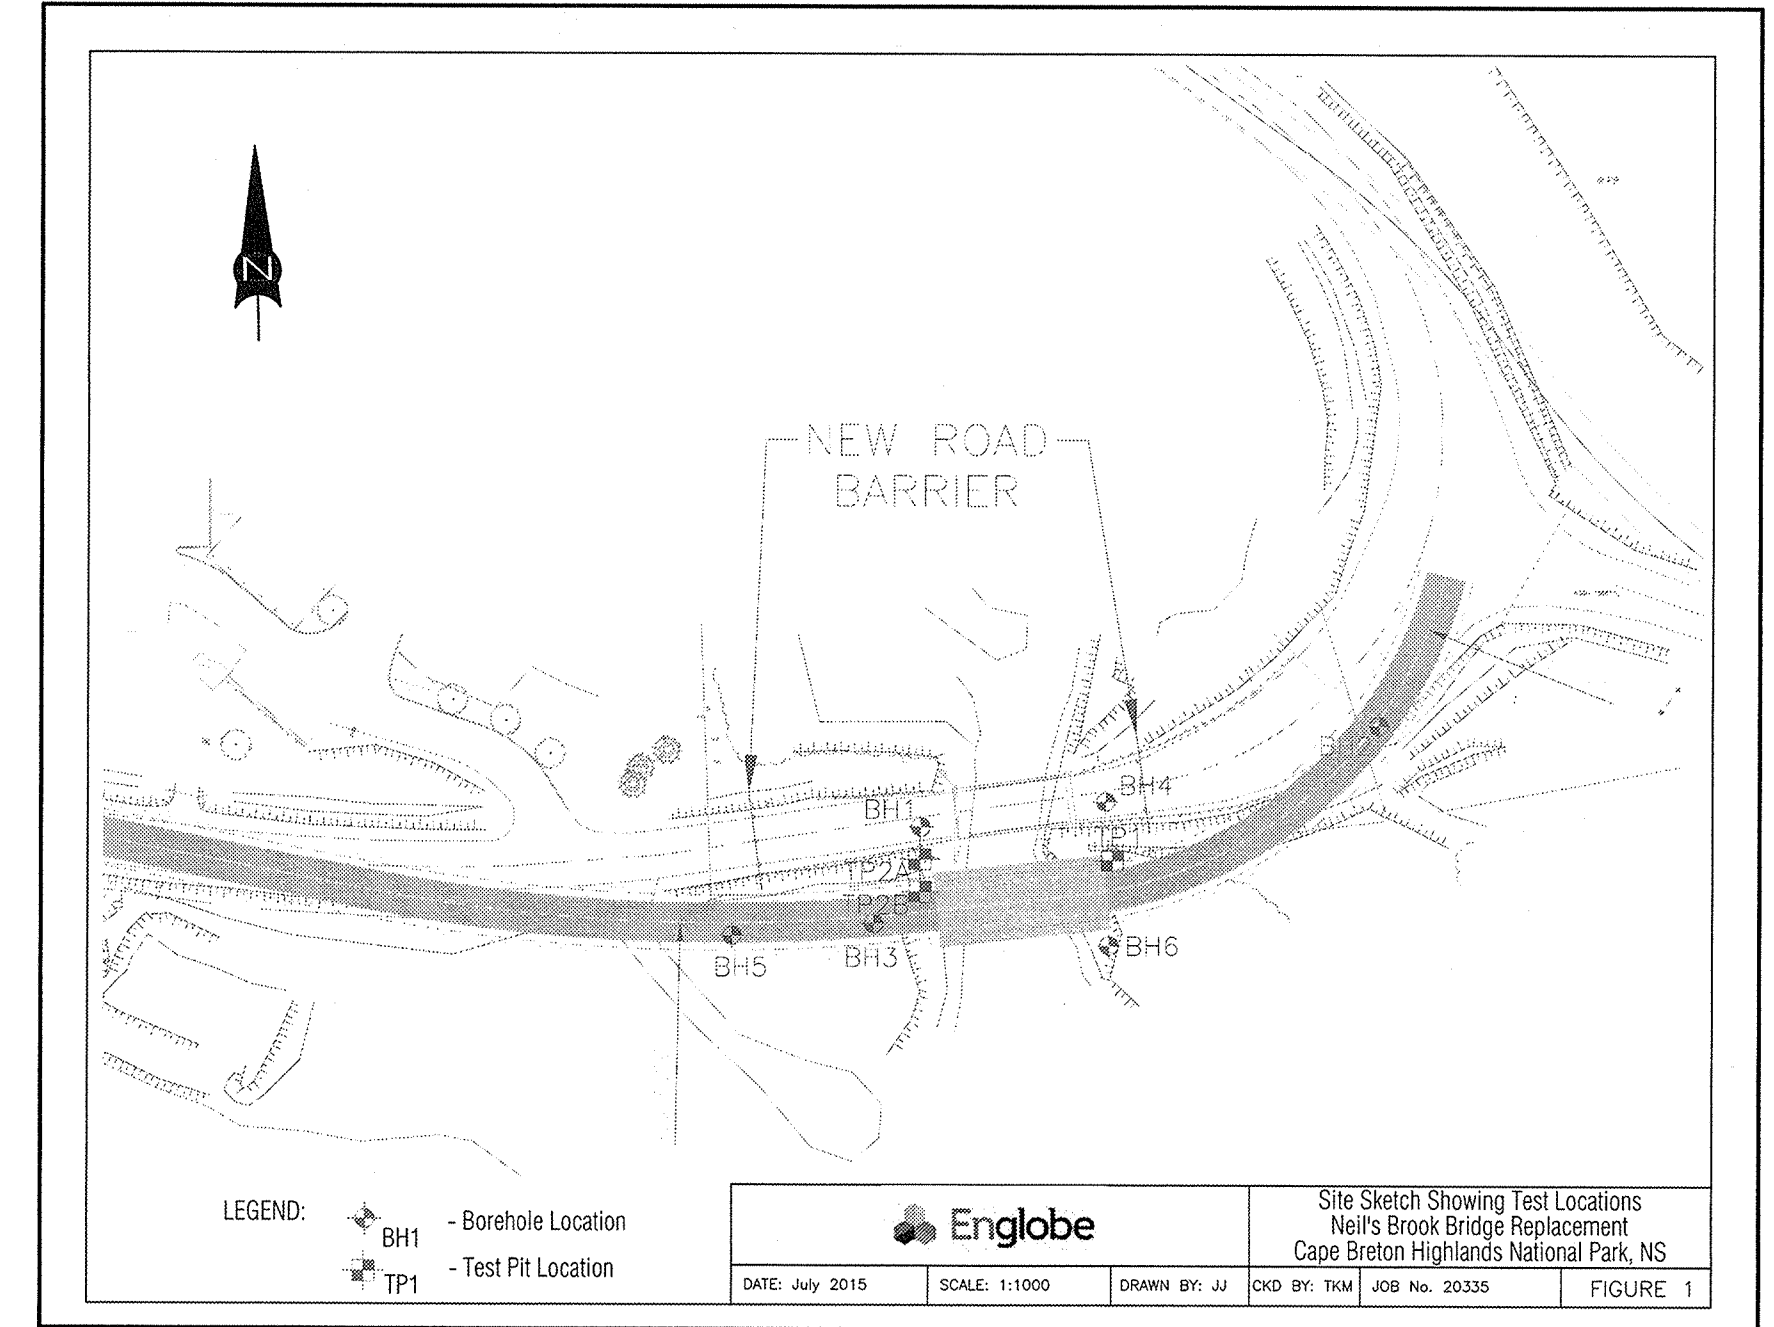 N
NEW ROAD
BARRIER
BH1
BH4
TP1
TP2A
TP2B
BH5
BH3
BH6
LEGEND:
BH1
- Borehole Location
TP1
- Test Pit Location
Englobe
Site Sketch Showing Test Locations
Neil's Brook Bridge Replacement
Cape Breton Highlands National Park, NS
DATE: July 2015
SCALE: 1:1000
DRAWN BY: JJ
CKD BY: TKM
JOB No. 20335
FIGURE 1